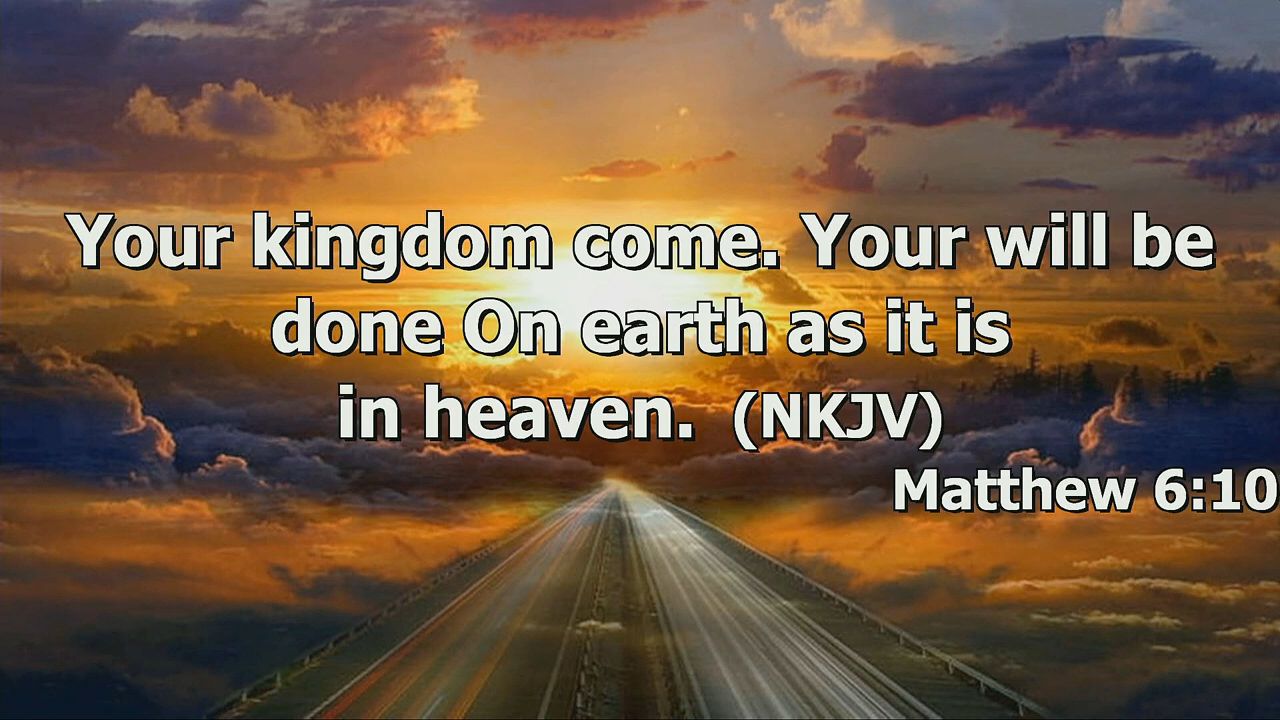 Your kingdom come. Your will be
done On earth as it is
in heaven. (NKJV)
Matthew 6:10